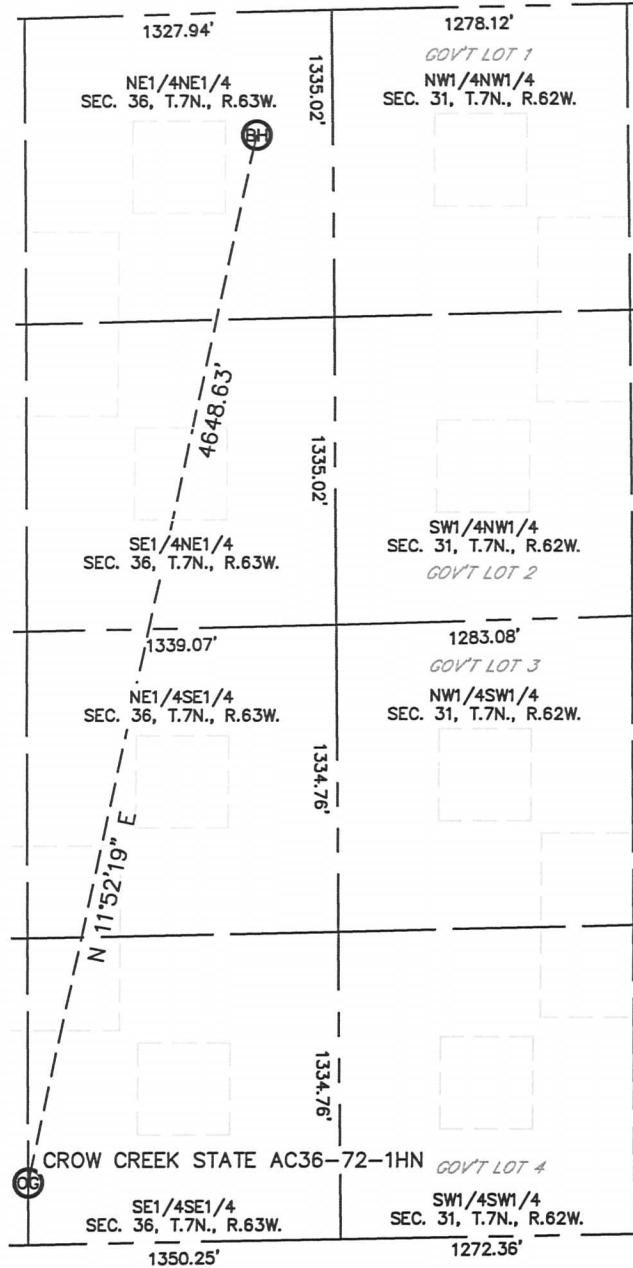 1327.94'
1278.12'
GOV'T LOT 1
NE1/4NE1/4
SEC. 36, T.7N., R.63W.
1335.02'
NW1/4NW1/4
SEC. 31, T.7N., R.62W.
BH
4648.63'
1335.02'
SE1/4NE1/4
SEC. 36, T.7N., R.63W.
SW1/4NW1/4
SEC. 31, T.7N., R.62W.
GOV'T LOT 2
1339.07'
1283.08'
GOV'T LOT 3
NE1/4SE1/4
SEC. 36, T.7N., R.63W.
NW1/4SW1/4
SEC. 31, T.7N., R.62W.
1334.76'
N 11°52'19" E
1334.76'
CROW CREEK STATE AC36-72-1HN
GOV'T LOT 4
OG
SE1/4SE1/4
SEC. 36, T.7N., R.63W.
SW1/4SW1/4
SEC. 31, T.7N., R.62W.
1350.25'
1272.36'